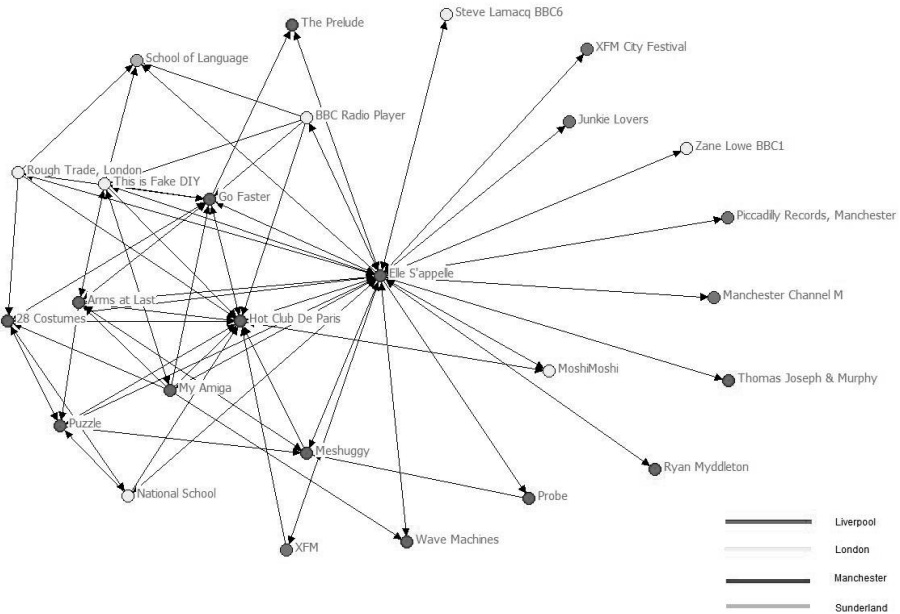 Steve Lamacq BBC6
The Prelude
XFM City Festival
School of Language
BBC Radio Player
Junkie Lovers
Zane Lowe BBC1
Rough Trade, London
This is Fake DIY
Go Faster
Piccadilly Records, Manchester
Elle S'appelle
Arms at Last
Manchester Channel M
28 Costumes
Hot Club De Paris
MoshiMoshi
Thomas Joseph & Murphy
My Amiga
Puzzle
Meshuggy
Ryan Myddleton
National School
Probe
XFM
Wave Machines
Liverpool
London
Manchester
Sunderland